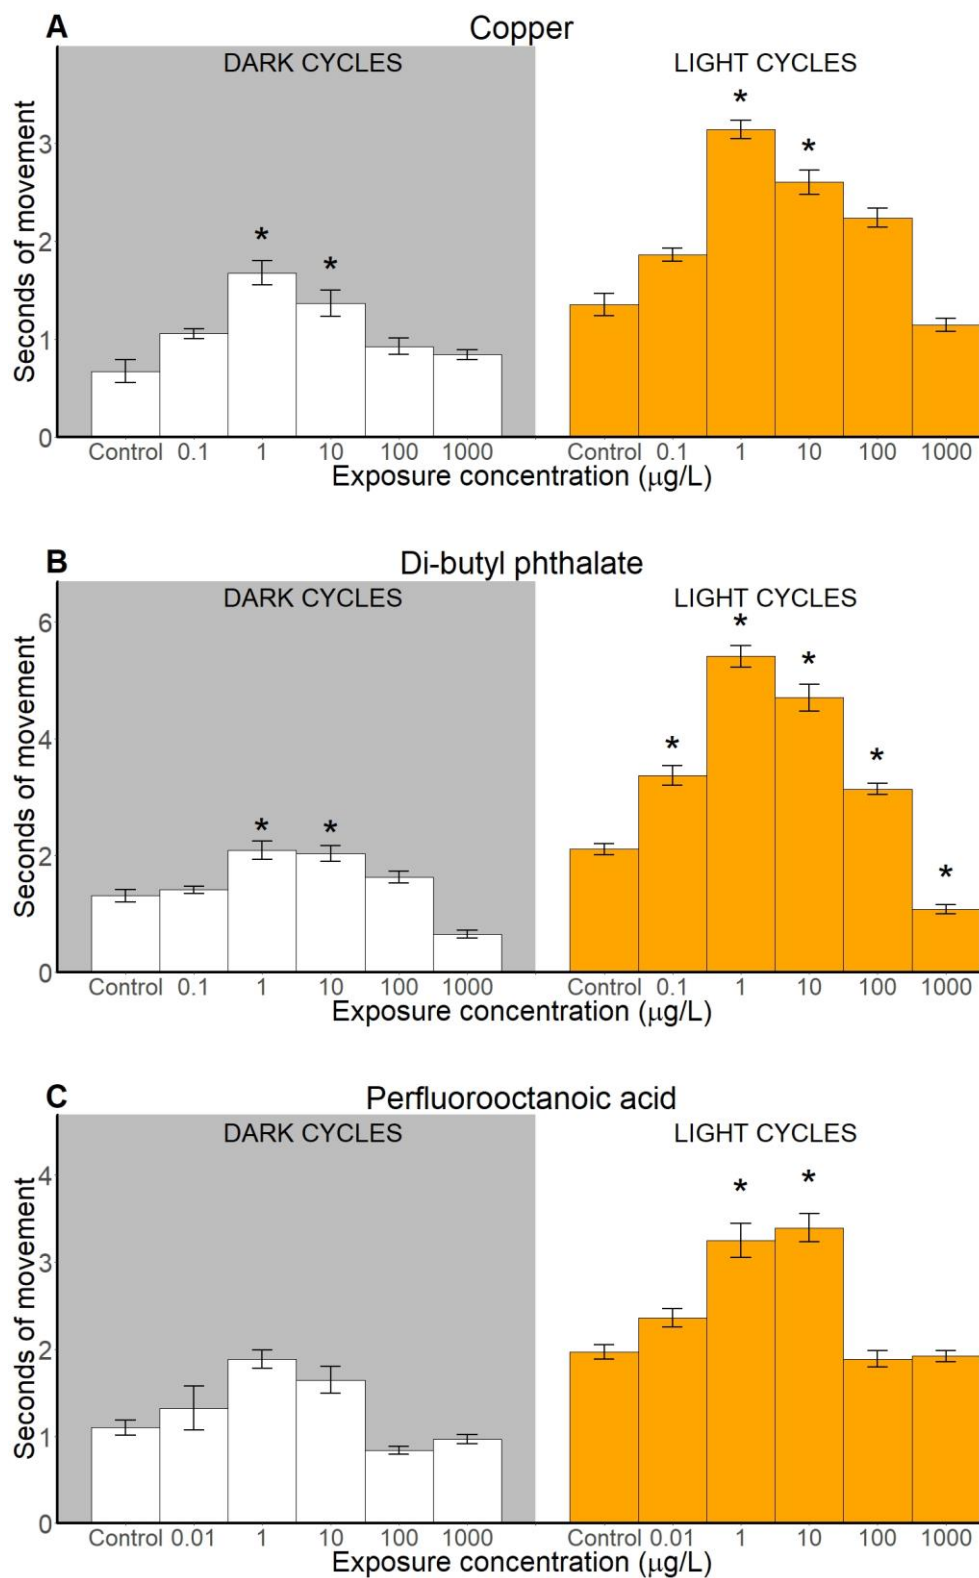 A
Copper
DARK CYCLES
LIGHT CYCLES
Seconds of movement
3
2
1
0
* * * *
Control 0.1 1 10 100 1000 Control 0.1 1 10 100 1000
Exposure concentration (μg/L)
B
Di-butyl phthalate
DARK CYCLES
LIGHT CYCLES
Seconds of movement
6
4
2
0
* * * * * * *
Control 0.1 1 10 100 1000 Control 0.1 1 10 100 1000
Exposure concentration (μg/L)
C
Perfluorooctanoic acid
DARK CYCLES
LIGHT CYCLES
Seconds of movement
4
3
2
1
0
* *
Control 0.01 1 10 100 1000 Control 0.01 1 10 100 1000
Exposure concentration (μg/L)